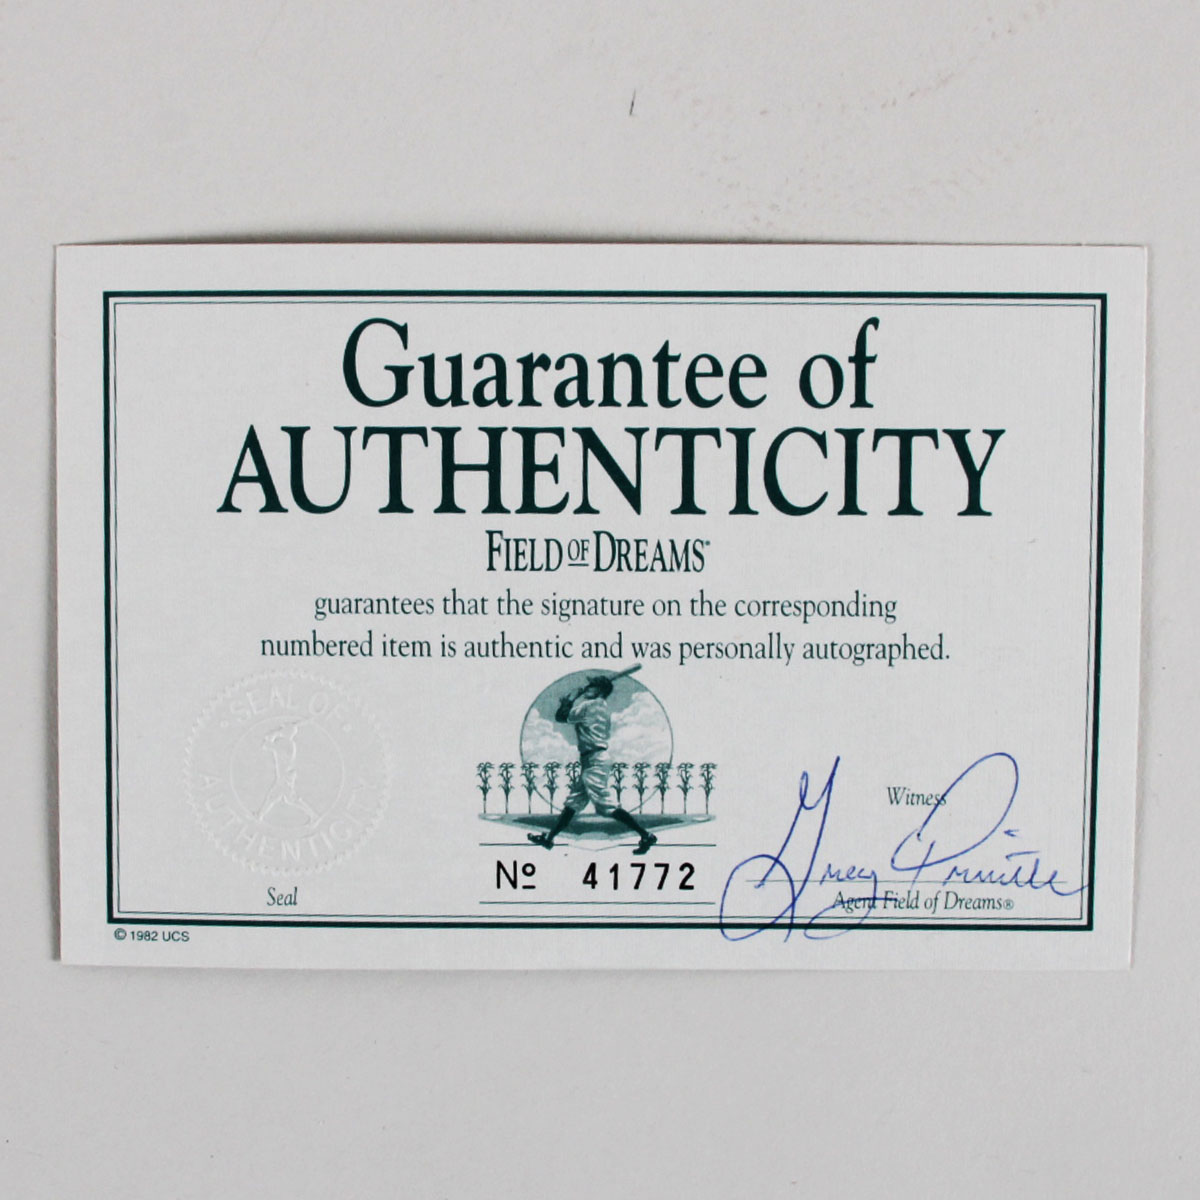 Guarantee of
AUTHENTICITY
FIELD OF DREAMS®
guarantees that the signature on the corresponding
numbered item is authentic and was personally autographed.
SEAL OF
AUTHENTICITY
Seal
Nº 41772
Witness
Agent Field of Dreams®
© 1982 UCS